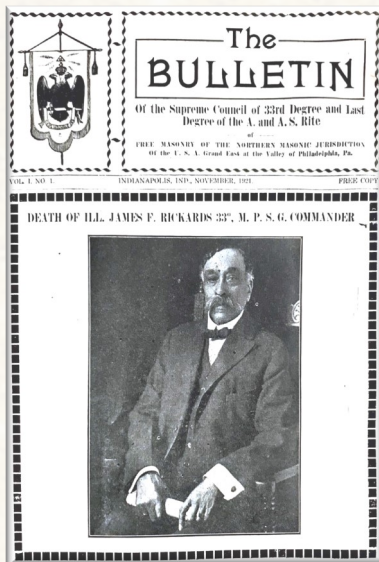 The
BULLETIN
Of the Supreme Council of 33rd Degree and Last
Degree of the A. and A. S. Rite
of
FREE MASONRY OF THE NORTHERN MASONIC JURISDICTION
Of the U. S. A. Grand East at the Valley of Philadelphia, Pa.
VOL. I. NO. 1. INDIANAPOLIS, IND., NOVEMBER, 1921. FREE COPY
DEATH OF ILL. JAMES F. RICKARDS 33°, M. P. S. G. COMMANDER